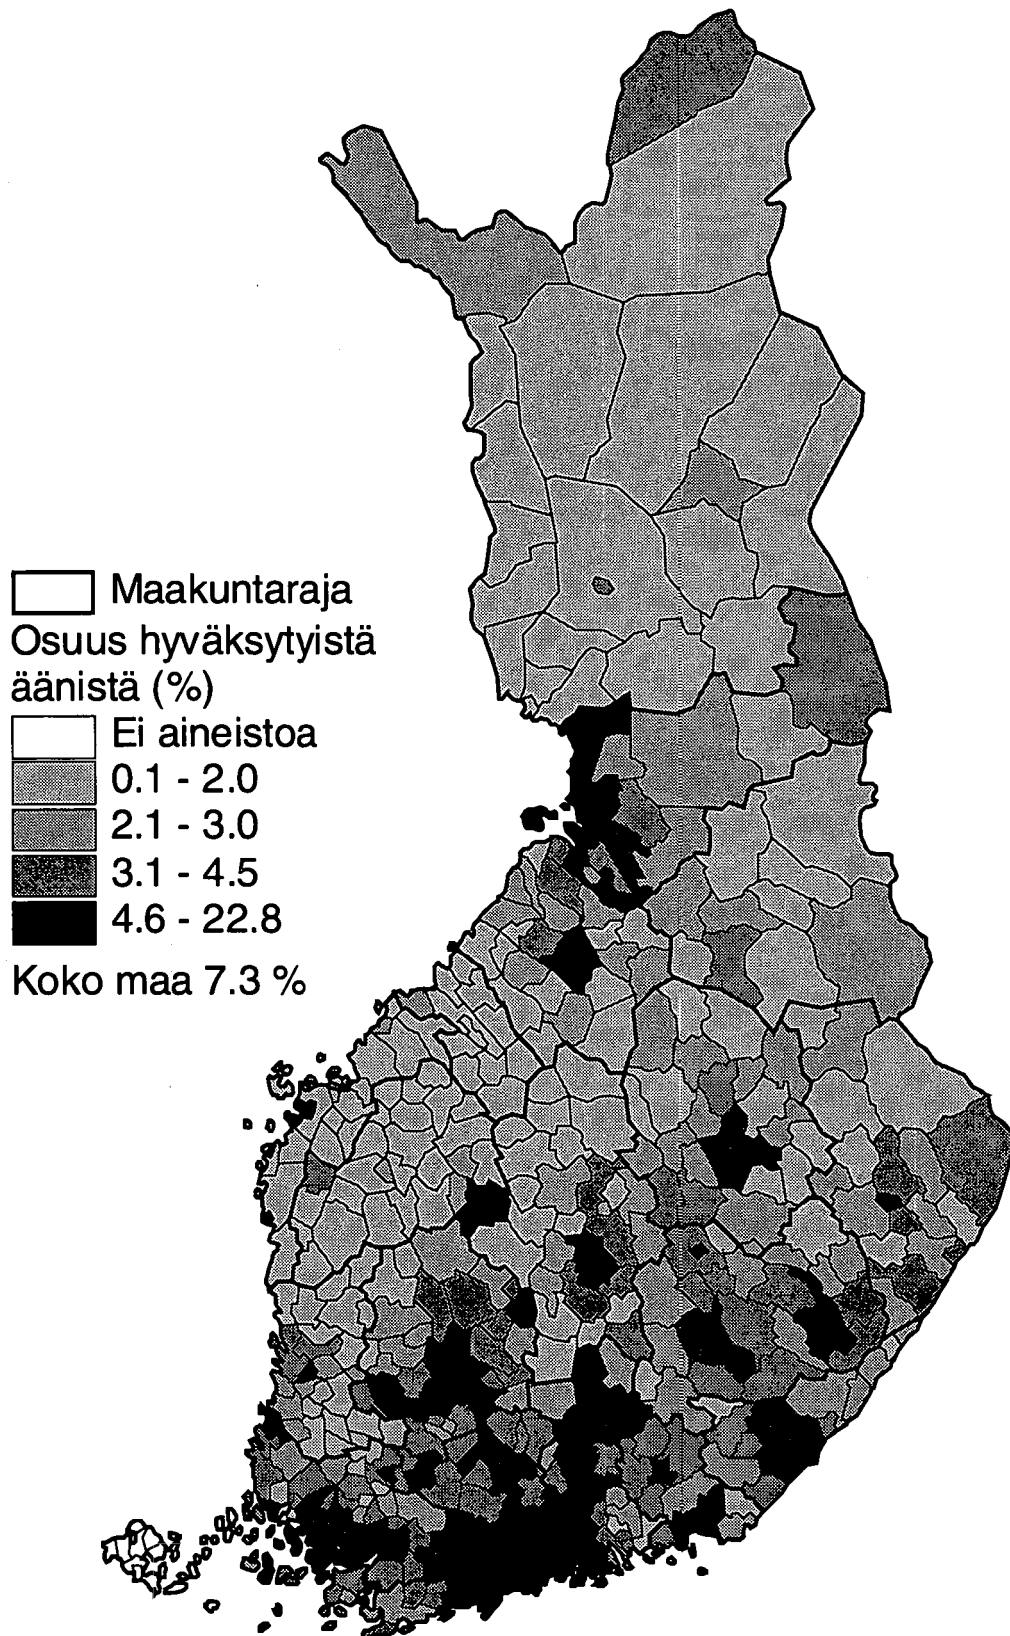 Maakuntaraja
Osuus hyväksytyistä
äänistä (%)
Ei aineistoa
0.1 - 2.0
2.1 - 3.0
3.1 - 4.5
4.6 - 22.8
Koko maa 7.3 %